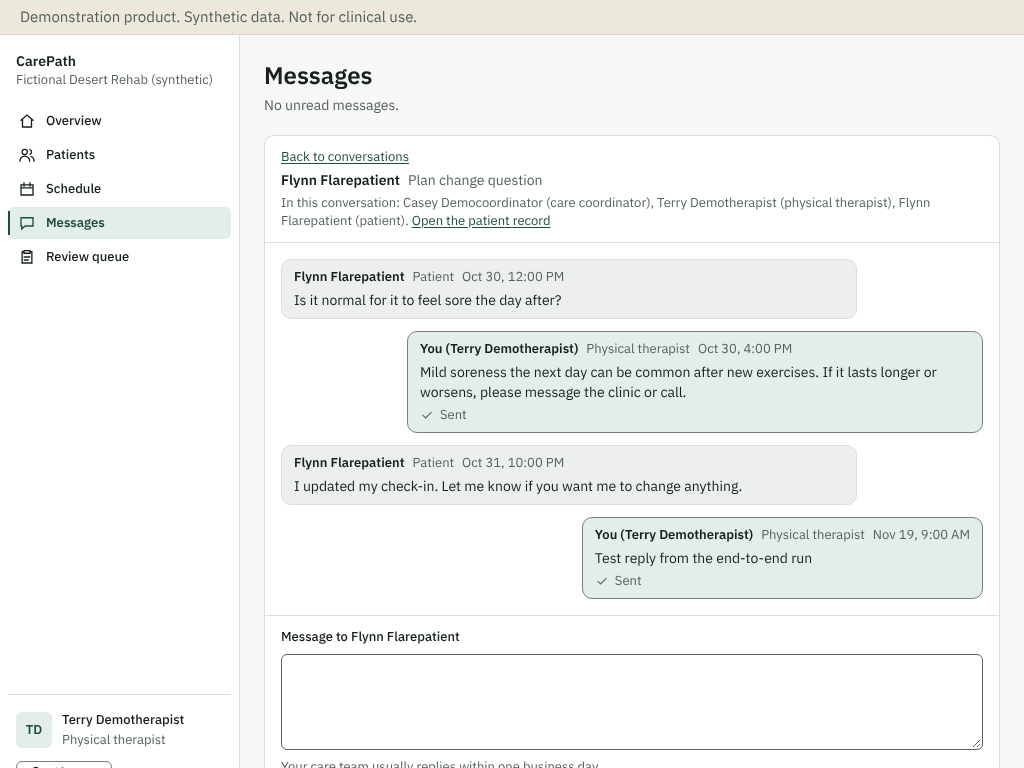 Demonstration product. Synthetic data. Not for clinical use.
CarePath
Fictional Desert Rehab (synthetic)
Overview
Patients
Schedule
Messages
Review queue
TD
Terry Demotherapist
Physical therapist
Messages
No unread messages.
Back to conversations
Flynn Flarepatient Plan change question
In this conversation: Casey Democoordinator (care coordinator), Terry Demotherapist (physical therapist), Flynn
Flarepatient (patient). Open the patient record
Flynn Flarepatient Patient Oct 30, 12:00 PM
Is it normal for it to feel sore the day after?
You (Terry Demotherapist) Physical therapist Oct 30, 4:00 PM
Mild soreness the next day can be common after new exercises. If it lasts longer or
worsens, please message the clinic or call.
Sent
Flynn Flarepatient Patient Oct 31, 10:00 PM
I updated my check-in. Let me know if you want me to change anything.
You (Terry Demotherapist) Physical therapist Nov 19, 9:00 AM
Test reply from the end-to-end run
Sent
Message to Flynn Flarepatient
Your care team usually replies within one business day.